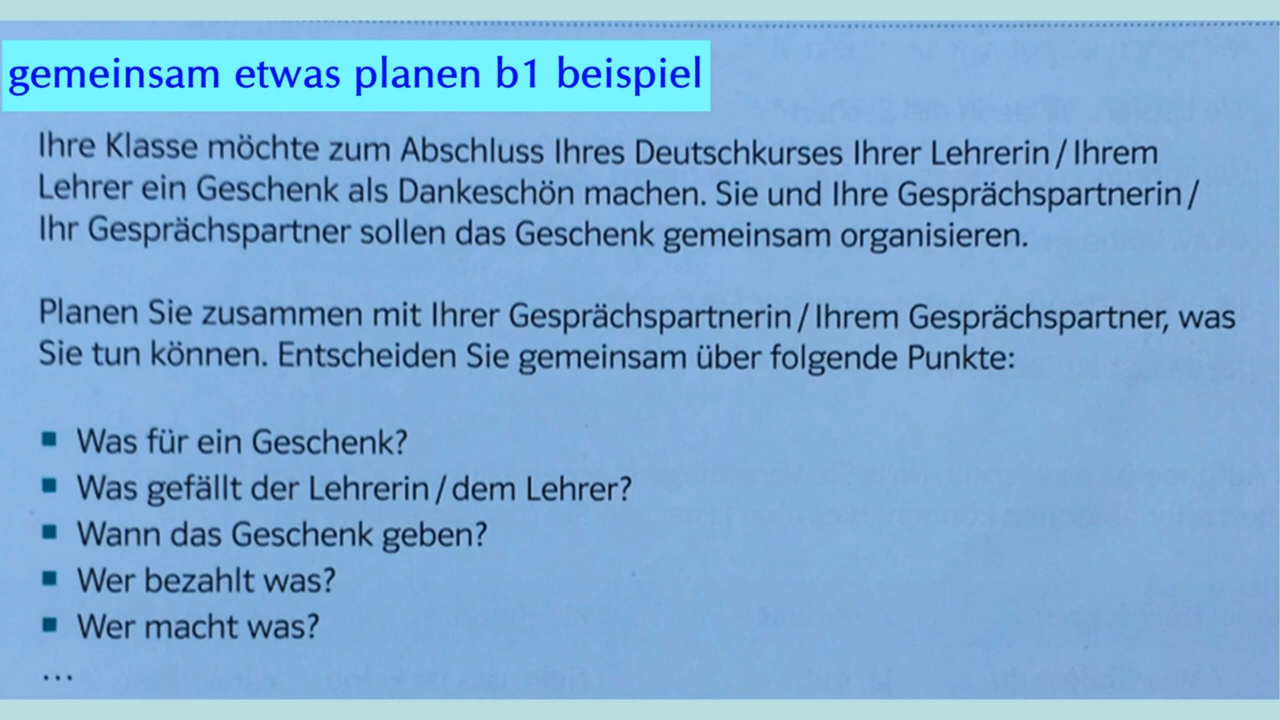 gemeinsam etwas planen b1 beispiel
Ihre Klasse möchte zum Abschluss Ihres Deutschkurses Ihrer Lehrerin / Ihrem
Lehrer ein Geschenk als Dankeschön machen. Sie und Ihre Gesprächspartnerin /
Ihr Gesprächspartner sollen das Geschenk gemeinsam organisieren.
Planen Sie zusammen mit Ihrer Gesprächspartnerin / Ihrem Gesprächspartner, was
Sie tun können. Entscheiden Sie gemeinsam über folgende Punkte:
■ Was für ein Geschenk?
■ Was gefällt der Lehrerin / dem Lehrer?
■ Wann das Geschenk geben?
■ Wer bezahlt was?
■ Wer macht was?
...